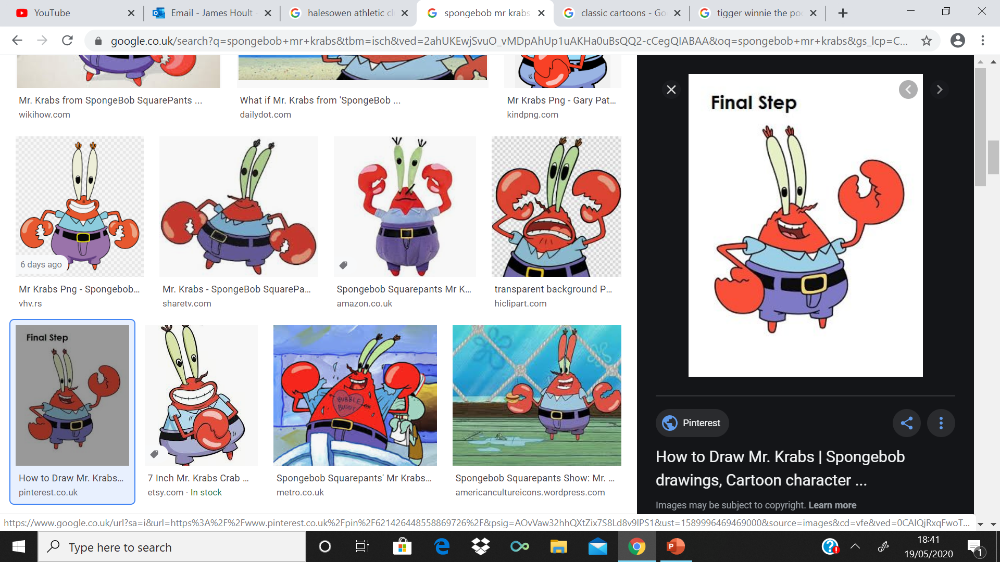 YouTube
Email - James Hoult -
halesowen athletic cl
spongebob mr krabs
classic cartoons - Go
tigger winnie the poo
google.co.uk/search?q=spongebob+mr+krabs&tbm=isch&ved=2ahUKEwjSvuO_vMDpAhUp1uAKHa0uBsQQ2-cCegQIABAA&oq=spongebob+mr+krabs&gs_lcp=C...
Mr. Krabs from SpongeBob SquarePants ...
wikihow.com
What if Mr. Krabs from 'SpongeBob ...
dailydot.com
Mr Krabs Png - Gary Pat...
kindpng.com
6 days ago
Mr Krabs Png - Spongebob...
vhv.rs
Mr. Krabs - SpongeBob SquarePa...
sharetv.com
Spongebob Squarepants Mr K...
amazon.co.uk
transparent background P...
hiclipart.com
Final Step
How to Draw Mr. Krabs...
pinterest.co.uk
7 Inch Mr. Krabs Crab ...
etsy.com · In stock
BUBBLE
BUDDY
Spongebob Squarepants' Mr Krabs...
metro.co.uk
Spongebob Squarepants Show: Mr. ...
americancultureicons.wordpress.com
Final Step
Pinterest
How to Draw Mr. Krabs | Spongebob
drawings, Cartoon character ...
Images may be subject to copyright. Learn more
https://www.google.co.uk/url?sa=i&url=https%3A%2F%2Fwww.pinterest.co.uk%2Fpin%2F621426448558869726%2F&psig=AOvVaw32hhQXtZix7S8Ld8v9lPS1&ust=1589996469469000&source=images&cd=vfe&ved=0CAIQjRxqFwoT...
Type here to search
18:41
19/05/2020
1